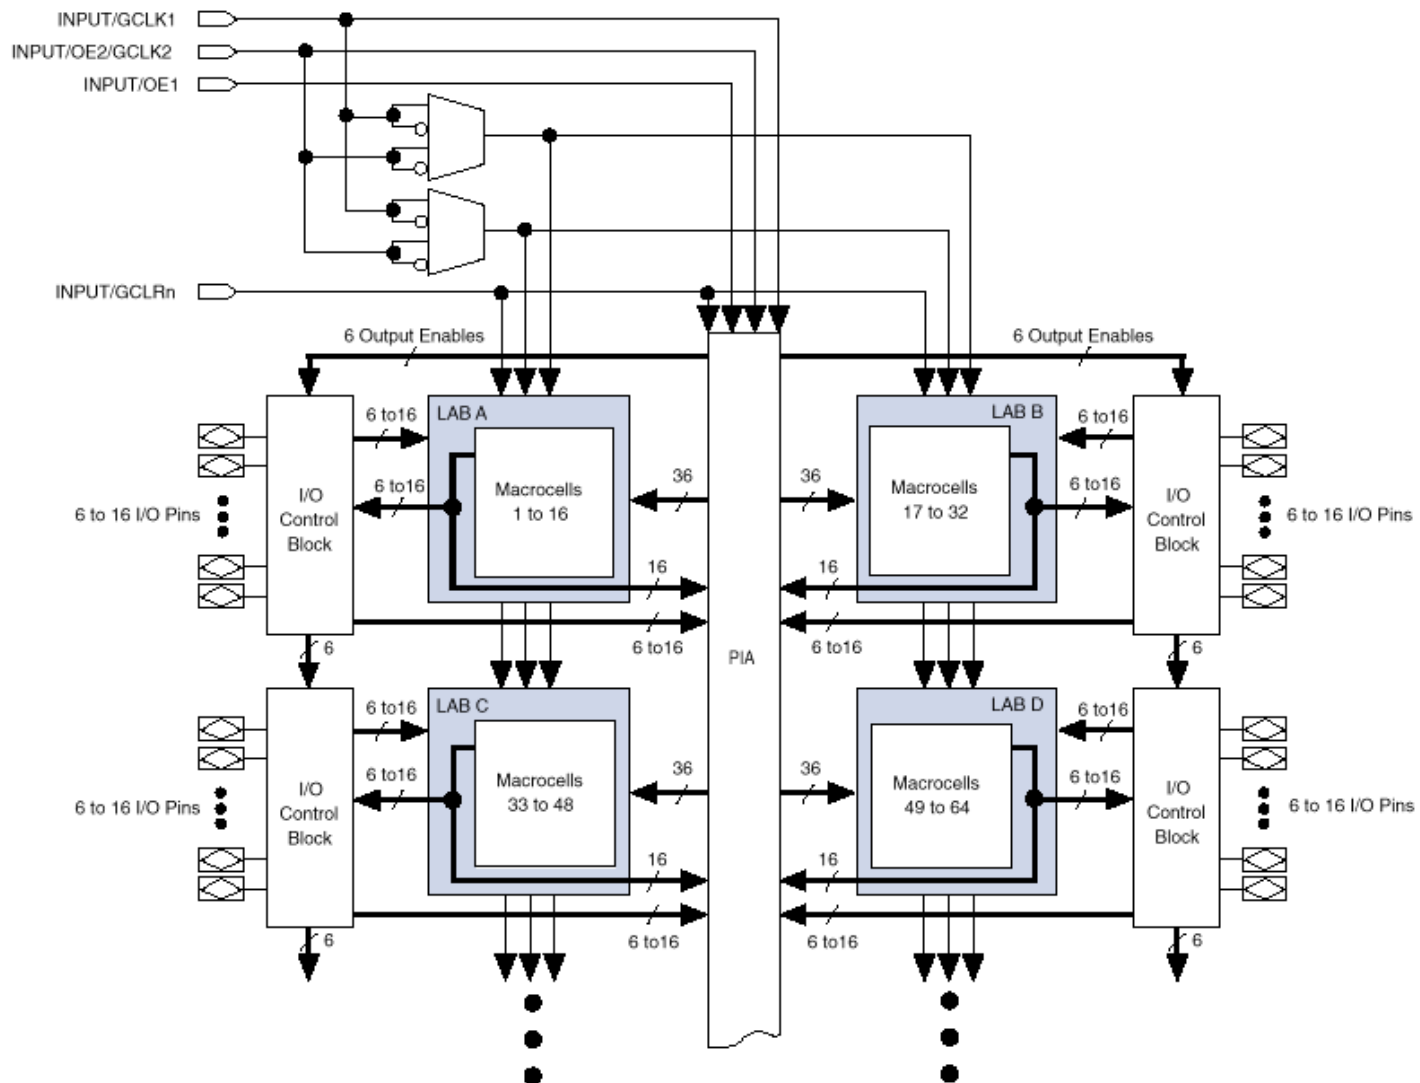 INPUT/GCLK1
INPUT/OE2/GCLK2
INPUT/OE1
INPUT/GCLRn
6 Output Enables
6 Output Enables
6 to16
LAB A
LAB B
6 to16
6 to16
Macrocells
1 to 16
36
36
Macrocells
17 to 32
6 to16
6 to 16 I/O Pins
I/O
Control
Block
I/O
Control
Block
6 to 16 I/O Pins
16
16
6 to16
6 to16
6
PIA
6
6 to16
LAB C
LAB D
6 to16
6 to16
Macrocells
33 to 48
36
36
Macrocells
49 to 64
6 to16
6 to 16 I/O Pins
I/O
Control
Block
I/O
Control
Block
6 to 16 I/O Pins
16
16
6 to16
6 to16
6
6